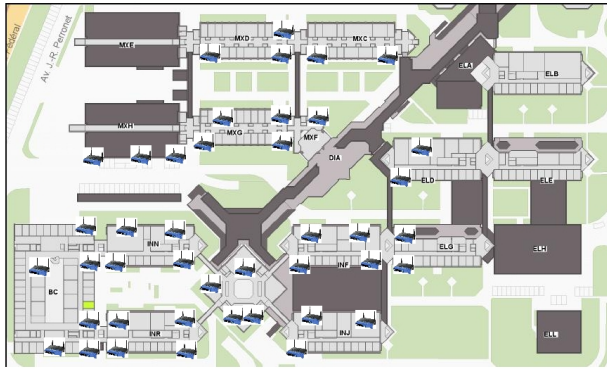 Fédéral
Av. J.-R. Perronet
MXE
MXD
MXC
ELA
ELB
MXH
MXG
MXF
DIA
ELD
ELE
INN
INF
ELG
ELH
BC
INR
INJ
ELL